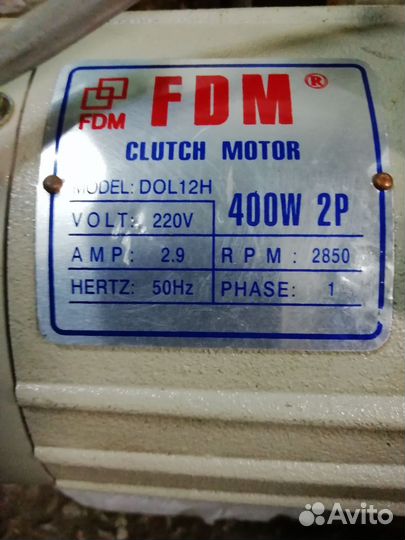 FDM®
FDM
CLUTCH MOTOR
MODEL: DOL12H
400W 2P
VOLT: 220V
AMP: 2.9
RPM: 2850
HERTZ: 50Hz
PHASE: 1
Avito